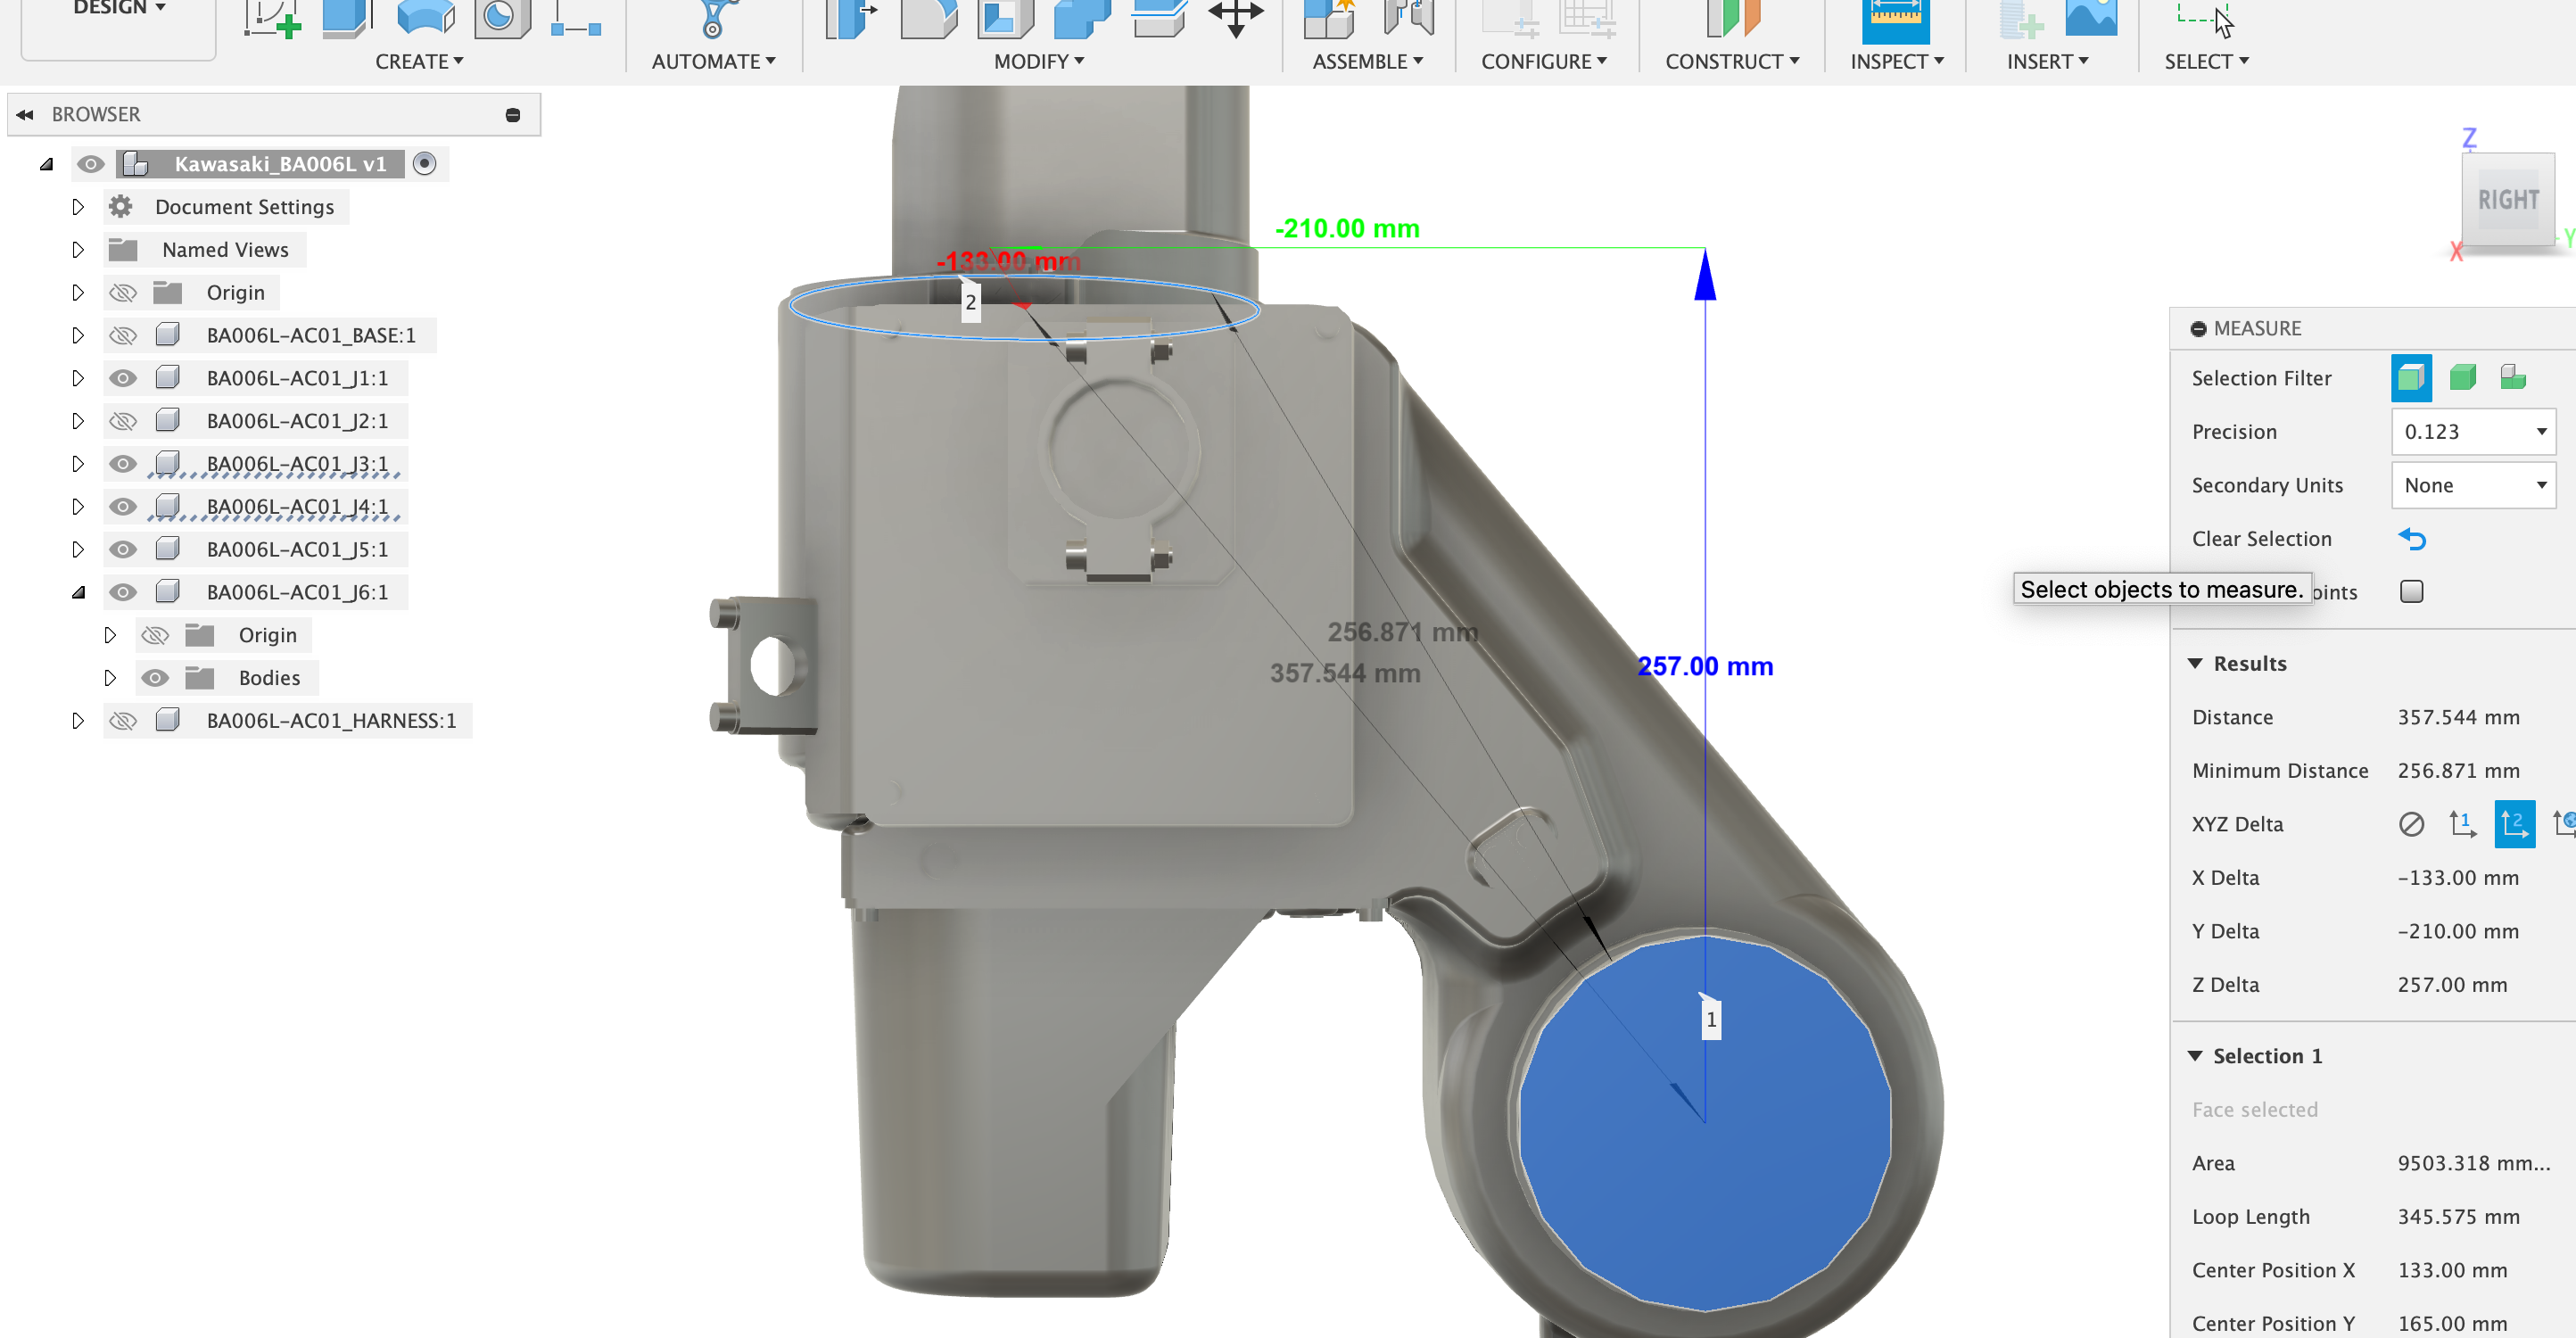 DESIGN
CREATE
AUTOMATE
MODIFY
ASSEMBLE
CONFIGURE
CONSTRUCT
INSPECT
INSERT
SELECT
BROWSER
Kawasaki_BA006L v1
Document Settings
Named Views
Origin
BA006L-AC01_BASE:1
BA006L-AC01_J1:1
BA006L-AC01_J2:1
BA006L-AC01_J3:1
BA006L-AC01_J4:1
BA006L-AC01_J5:1
BA006L-AC01_J6:1
Origin
Bodies
BA006L-AC01_HARNESS:1
-210.00 mm
-133.00 mm
2
256.871 mm
357.544 mm
257.00 mm
1
Z
RIGHT
X
-Y
MEASURE
Selection Filter
Precision 0.123
Secondary Units None
Clear Selection
Select objects to measure. oints
Results
Distance 357.544 mm
Minimum Distance 256.871 mm
XYZ Delta 1 2
X Delta -133.00 mm
Y Delta -210.00 mm
Z Delta 257.00 mm
Selection 1
Face selected
Area 9503.318 mm...
Loop Length 345.575 mm
Center Position X 133.00 mm
Center Position Y 165.00 mm